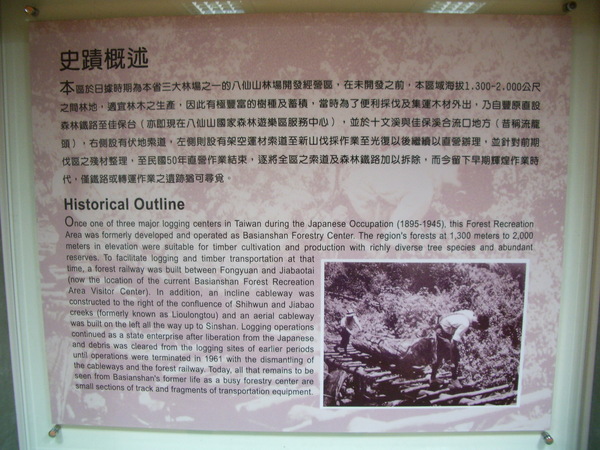 史蹟概述
本區於日據時期為本省三大林場之一的八仙山林場開發經營區，在未開發之前，本區域海拔1.300-2.000公尺
之間林地，適宜林木之生產，因此有極豐富的樹種及蓄積，當時為了便利採伐及集運木材外出，乃自豐原直設
森林鐵路至佳保台（亦即現在八仙山國家森林遊樂區服務中心），並於十文溪與佳保溪合流口地方（昔稱流籠
頭），右側設有伏地索道，左側則設有架空運材索道至新山伐採作業至光復以後繼續以直營辦理，並針對前期
伐區之殘材整理，至民國50年直營作業結束，逐將全區之索道及森林鐵路加以拆除，而今留下早期輝煌作業時
代，僅鐵路或轉運作業之遺跡猶可尋覓。
Historical Outline
Once one of three major logging centers in Taiwan during the Japanese Occupation (1895-1945), this Forest Recreation
Area was formerly developed and operated as Basianshan Forestry Center. The region's forests at 1,300 meters to 2,000
meters in elevation were suitable for timber cultivation and production with richly diverse tree species and abundant
reserves. To facilitate logging and timber transportation at that
time, a forest railway was built between Fongyuan and Jiabaotai
(now the location of the current Basianshan Forest Recreation
Area Visitor Center). In addition, an incline cableway was
constructed to the right of the confluence of Shihwun and Jiabao
creeks (formerly known as Lioulongtou) and an aerial cableway
was built on the left all the way up to Sinshan. Logging operations
continued as a state enterprise after liberation from the Japanese
and debris was cleared from the logging sites of earlier periods
until operations were terminated in 1961 with the dismantling of
the cableways and the forest railway. Today, all that remains to be
seen from Basianshan's former life as a busy forestry center are
small sections of track and fragments of transportation equipment.